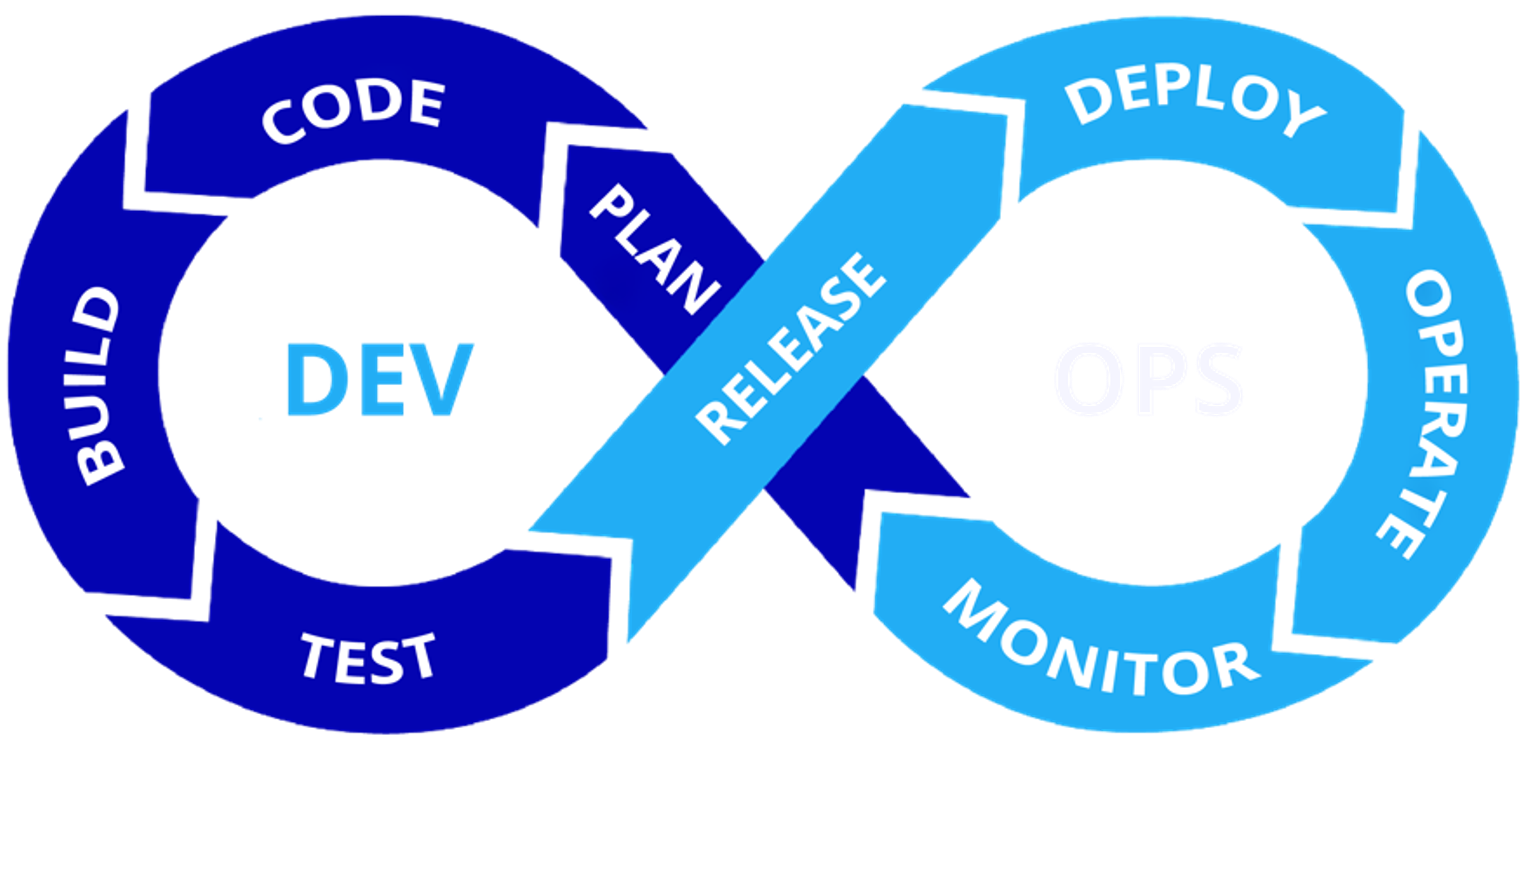 CODE
PLAN
BUILD
DEV
TEST
RELEASE
DEPLOY
OPS
OPERATE
MONITOR